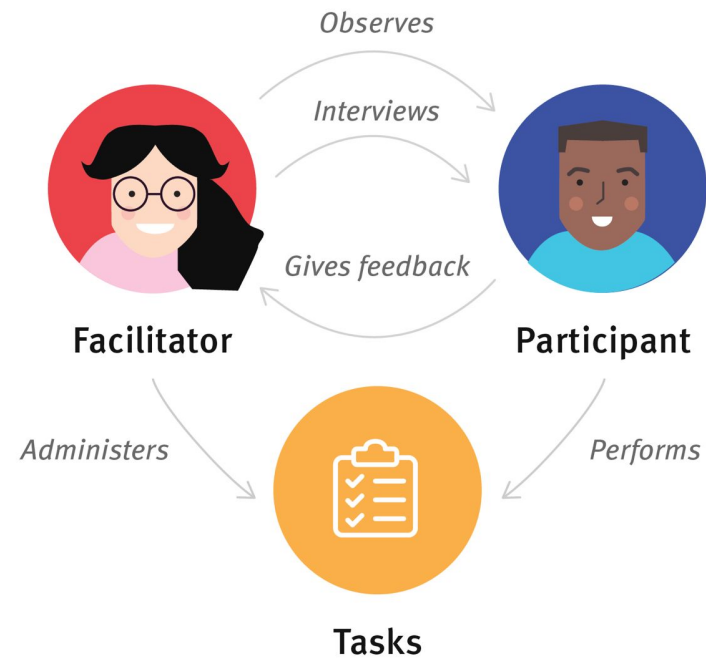 Observes
Interviews
Gives feedback
Facilitator
Participant
Administers
Performs
Tasks